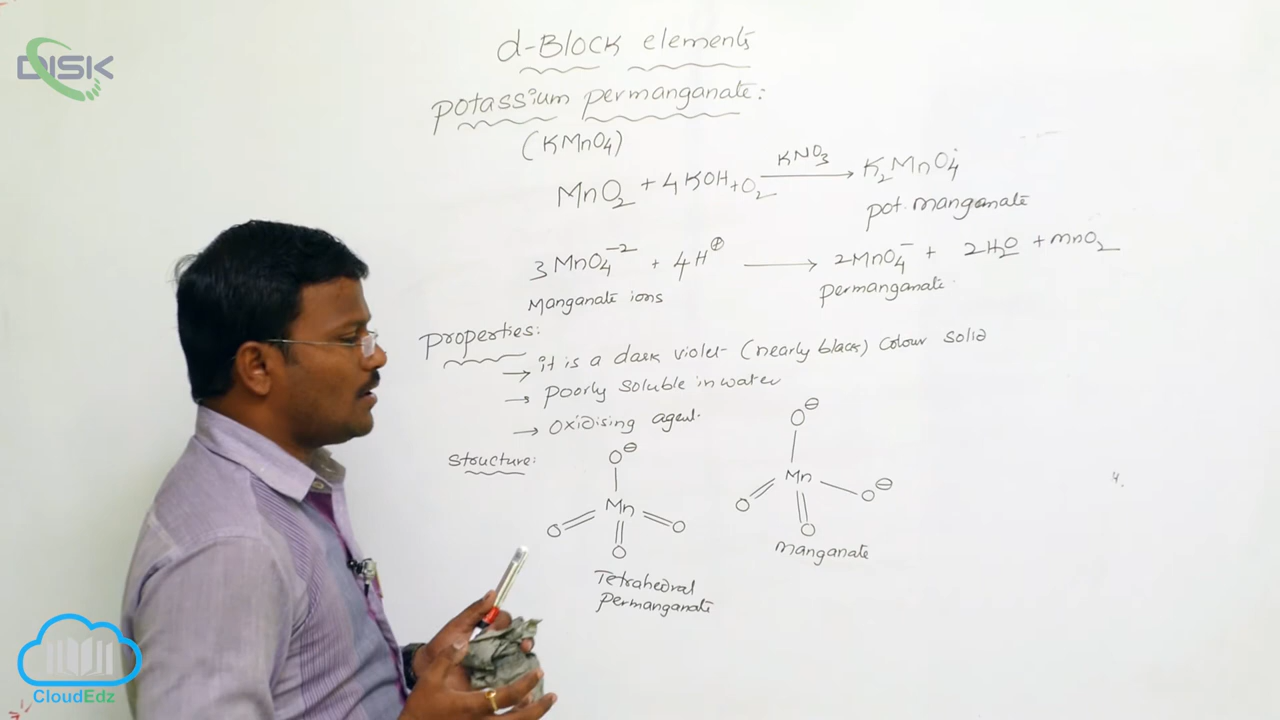 DISK
d-Block elements
potassium permanganate:
(KMnO4)
MnO2 + 4KOH + O2 KNO3 → K2MnO4
pot. manganate
3MnO4^-2 + 4H^⊕ → 2MnO4^- + 2H2O + MnO2
Manganate ions permanganate.
properties:
→ it is a dark violet (nearly black) colour solid
→ poorly soluble in water
→ oxidising agent.
structure:
O⊖
Mn
O O O
Tetrahedral
permanganate
O⊖
Mn
O O O⊖
manganate
4.
CloudEdz